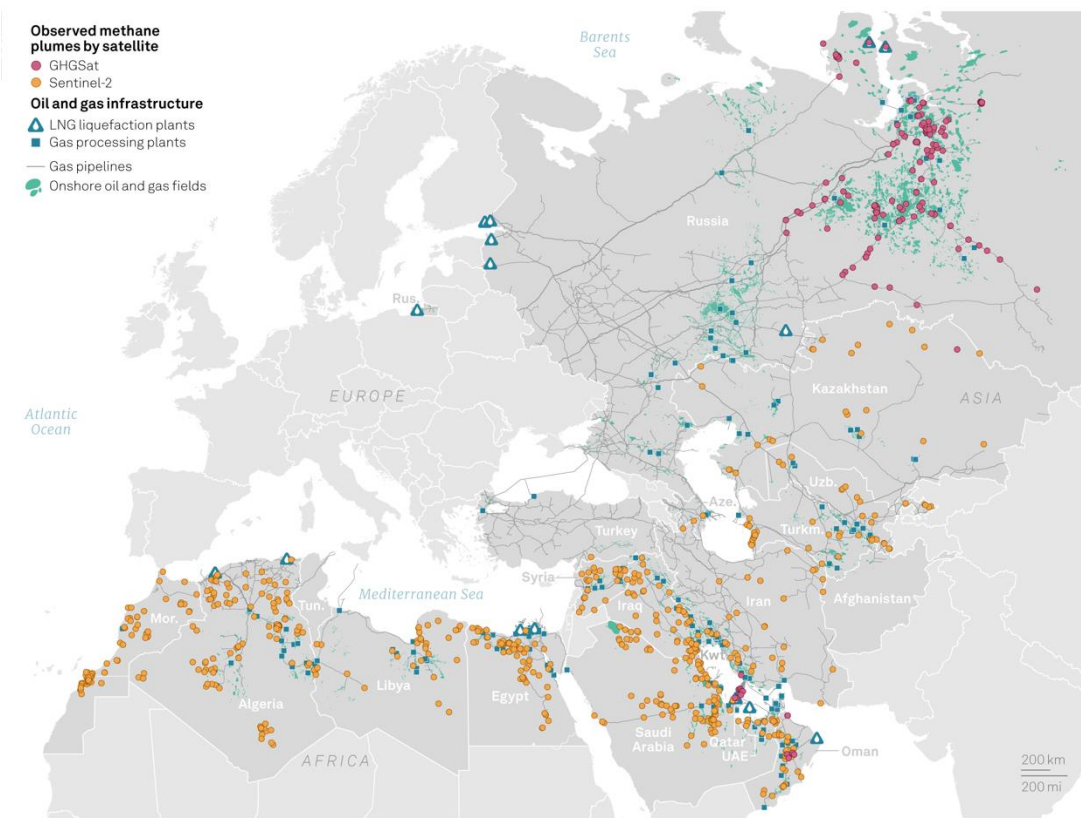 Observed methane
plumes by satellite
GHGSat
Sentinel-2
Oil and gas infrastructure
LNG liquefaction plants
Gas processing plants
Gas pipelines
Onshore oil and gas fields
Barents
Sea
Russia
Rus.
EUROPE
Kazakhstan
ASIA
Atlantic
Ocean
Uzb.
Aze.
Turkey
Turkm.
Syria
Mediterranean Sea
Tun.
Mor.
Iraq
Iran
Afghanistan
Kwt.
Libya
Egypt
Algeria
Saudi
Arabia
Qatar
UAE
Oman
AFRICA
200 km
200 mi